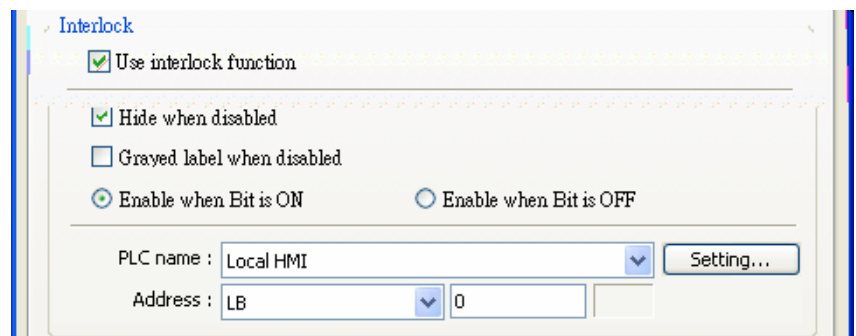 Interlock
Use interlock function
Hide when disabled
Grayed label when disabled
Enable when Bit is ON Enable when Bit is OFF
PLC name : Local HMI Setting...
Address : LB 0